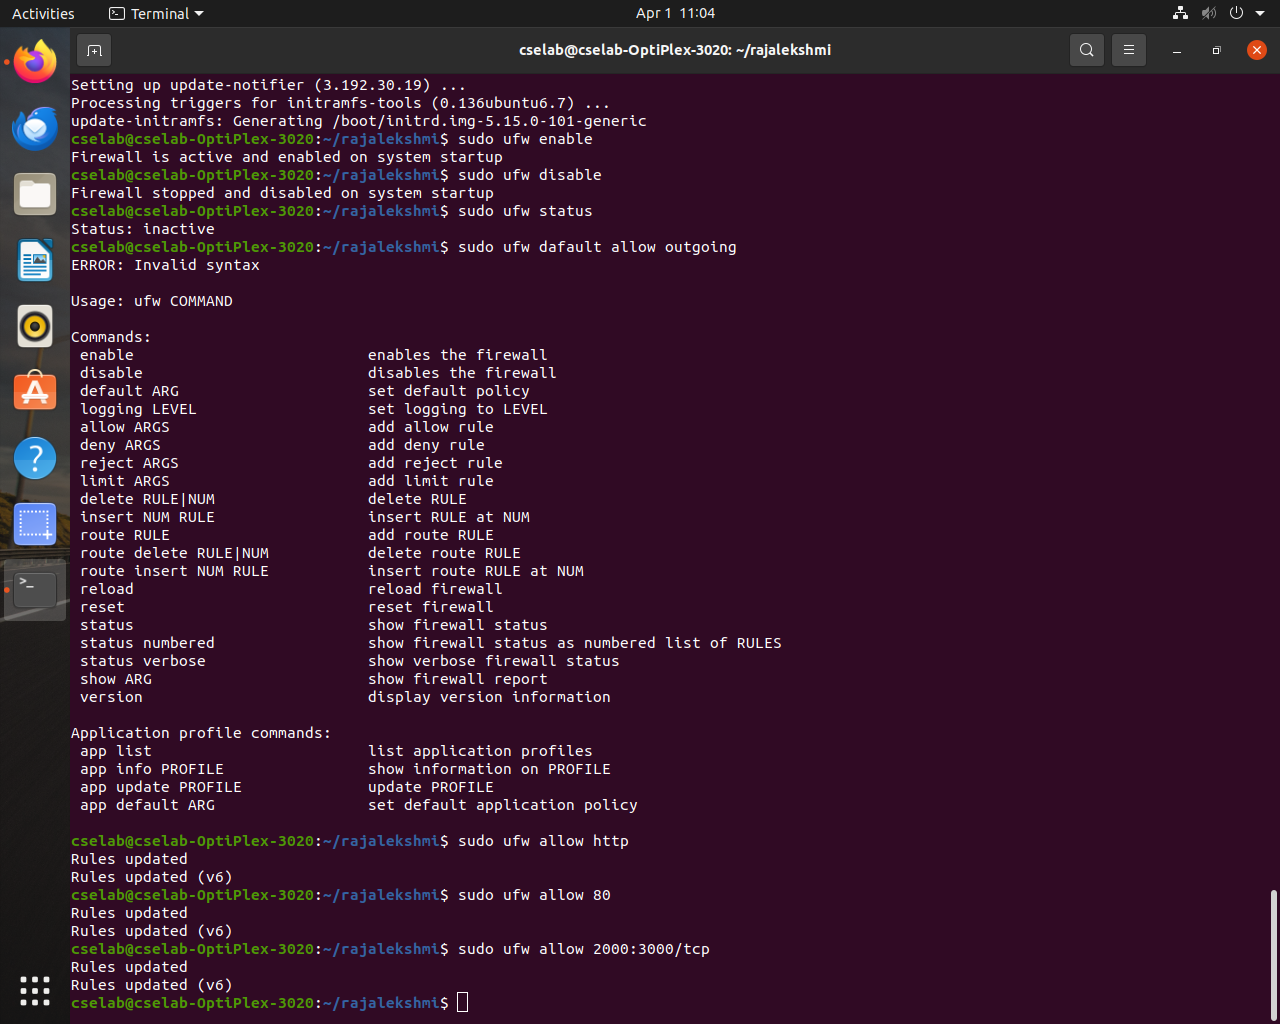 Activities
Terminal
Apr 1 11:04
cselab@cselab-OptiPlex-3020: ~/rajalekshmi
Setting up update-notifier (3.192.30.19) ...
Processing triggers for initramfs-tools (0.136ubuntu6.7) ...
update-initramfs: Generating /boot/initrd.img-5.15.0-101-generic
cselab@cselab-OptiPlex-3020:~/rajalekshmi$ sudo ufw enable
Firewall is active and enabled on system startup
cselab@cselab-OptiPlex-3020:~/rajalekshmi$ sudo ufw disable
Firewall stopped and disabled on system startup
cselab@cselab-OptiPlex-3020:~/rajalekshmi$ sudo ufw status
Status: inactive
cselab@cselab-OptiPlex-3020:~/rajalekshmi$ sudo ufw dafault allow outgoing
ERROR: Invalid syntax
Usage: ufw COMMAND
Commands:
enable enables the firewall
disable disables the firewall
default ARG set default policy
logging LEVEL set logging to LEVEL
allow ARGS add allow rule
deny ARGS add deny rule
reject ARGS add reject rule
limit ARGS add limit rule
delete RULE|NUM delete RULE
insert NUM RULE insert RULE at NUM
route RULE add route RULE
route delete RULE|NUM delete route RULE
route insert NUM RULE insert route RULE at NUM
reload reload firewall
reset reset firewall
status show firewall status
status numbered show firewall status as numbered list of RULES
status verbose show verbose firewall status
show ARG show firewall report
version display version information
Application profile commands:
app list list application profiles
app info PROFILE show information on PROFILE
app update PROFILE update PROFILE
app default ARG set default application policy
cselab@cselab-OptiPlex-3020:~/rajalekshmi$ sudo ufw allow http
Rules updated
Rules updated (v6)
cselab@cselab-OptiPlex-3020:~/rajalekshmi$ sudo ufw allow 80
Rules updated
Rules updated (v6)
cselab@cselab-OptiPlex-3020:~/rajalekshmi$ sudo ufw allow 2000:3000/tcp
Rules updated
Rules updated (v6)
cselab@cselab-OptiPlex-3020:~/rajalekshmi$